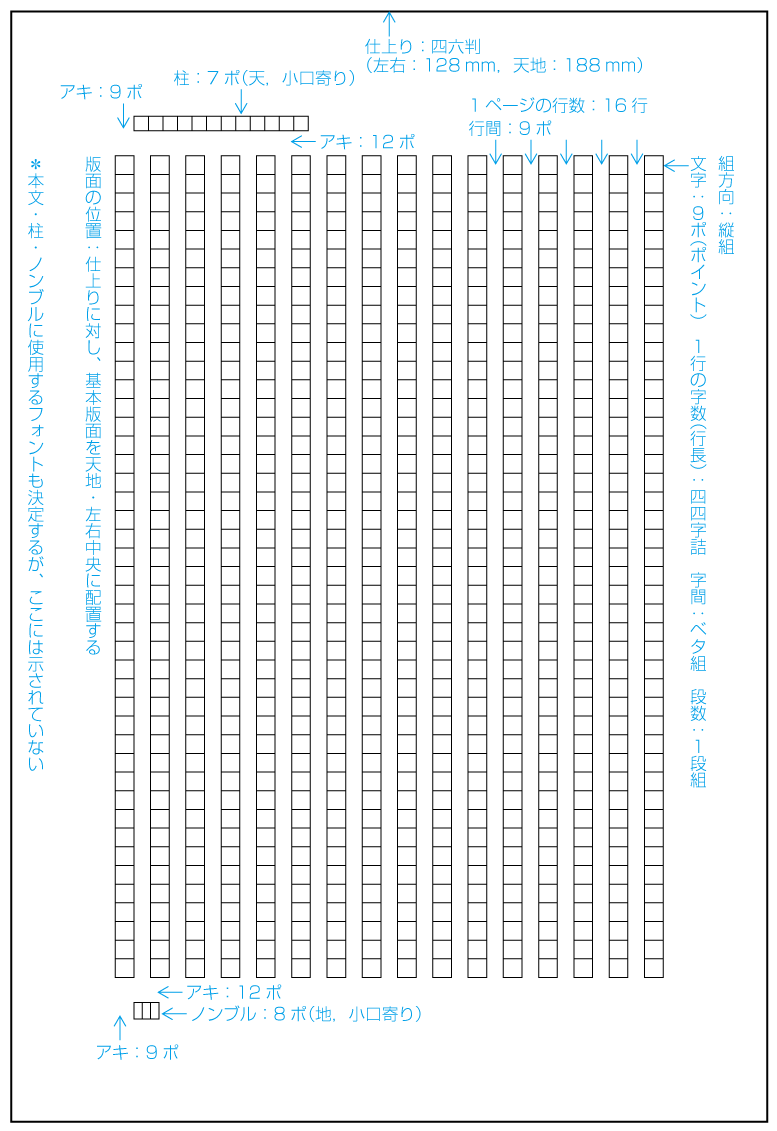 仕上り：四六判
（左右：128 mm，天地：188 mm）
柱：7 ポ（天，小口寄り）
アキ：9 ポ
1 ページの行数：16 行
行間：9 ポ
アキ：12 ポ
組方向：縦組
文字：9ポ（ポイント）　1行の字数（行長）：四四字詰　字間：ベタ組　段数：1段組
版面の位置：仕上りに対し、基本版面を天地・左右中央に配置する
＊本文・柱・ノンブルに使用するフォントも決定するが、ここには示されていない
アキ：12 ポ
ノンブル：8 ポ（地，小口寄り）
アキ：9 ポ